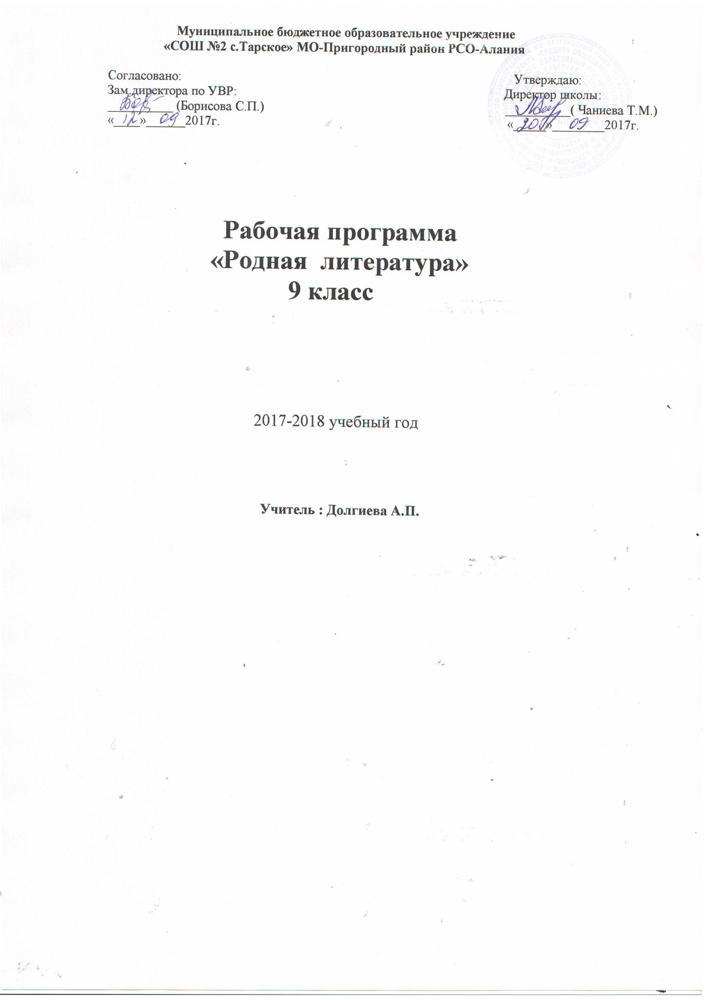 Муниципальное бюджетное образовательное учреждение
«СОШ №2 с.Тарское» МО-Пригородный район РСО-Алания
Согласовано:
Зам.директора по УВР:
__________ (Борисова С.П.)
«12» 09 2017г.
Утверждаю:
Директор школы:
__________( Чаниева Т.М.)
«____» 09 2017г.
Рабочая программа
«Родная литература»
9 класс
2017-2018 учебный год
Учитель : Долгиева А.П.